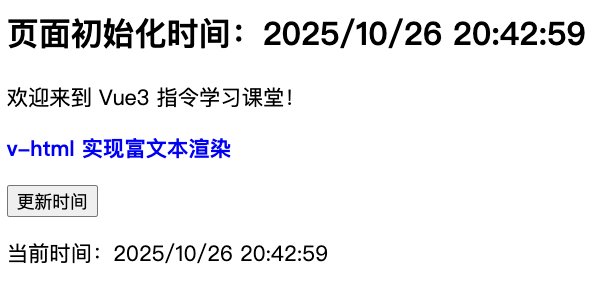 页面初始化时间：2025/10/26 20:42:59
欢迎来到 Vue3 指令学习课堂！
v-html 实现富文本渲染
更新时间
当前时间：2025/10/26 20:42:59